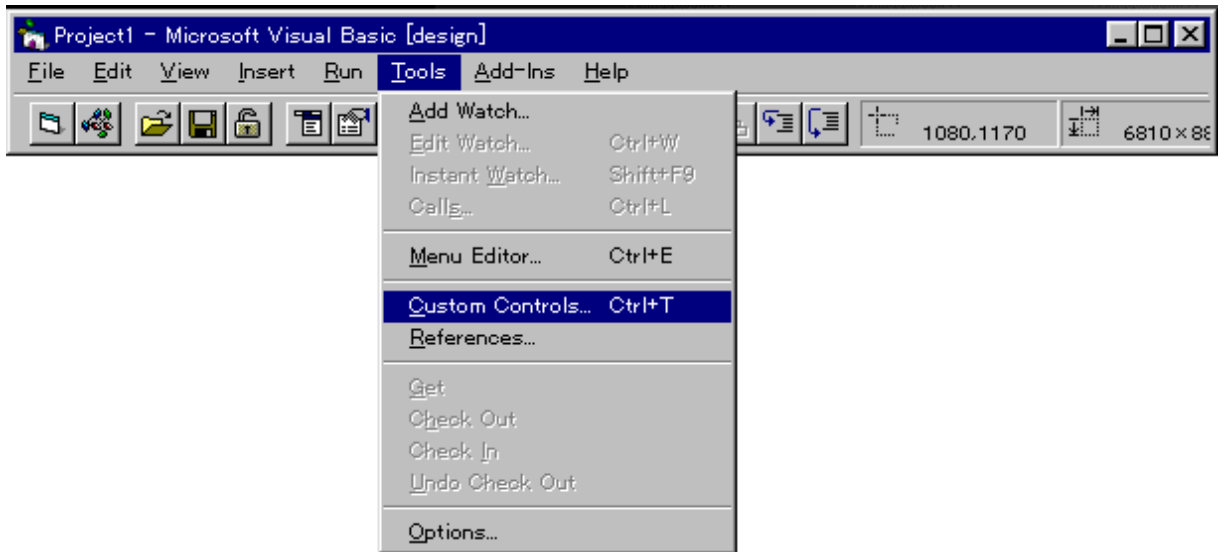 Project1 - Microsoft Visual Basic [design]
File Edit View Insert Run Tools Add-Ins Help
1080,1170
Add Watch...
Edit Watch... Ctrl+W
Instant Watch... Shift+F9
Calls... Ctrl+L
Menu Editor... Ctrl+E
Custom Controls... Ctrl+T
References...
Get
Check Out
Check In
Undo Check Out
Options...